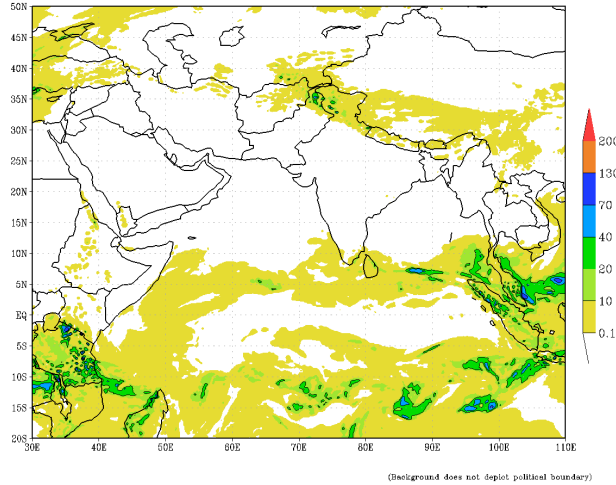 50N
45N
40N
35N
30N
25N
20N
15N
10N
5N
EQ
5S
10S
15S
20S
30E 40E 50E 60E 70E 80E 90E 100E 110E
200
130
70
40
20
10
0.1
(Background does not depict political boundary)